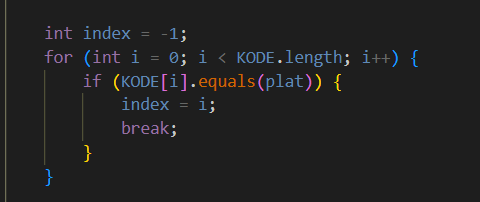 int index = -1;
for (int i = 0; i < KODE.length; i++) {
if (KODE[i].equals(plat)) {
index = i;
break;
}
}